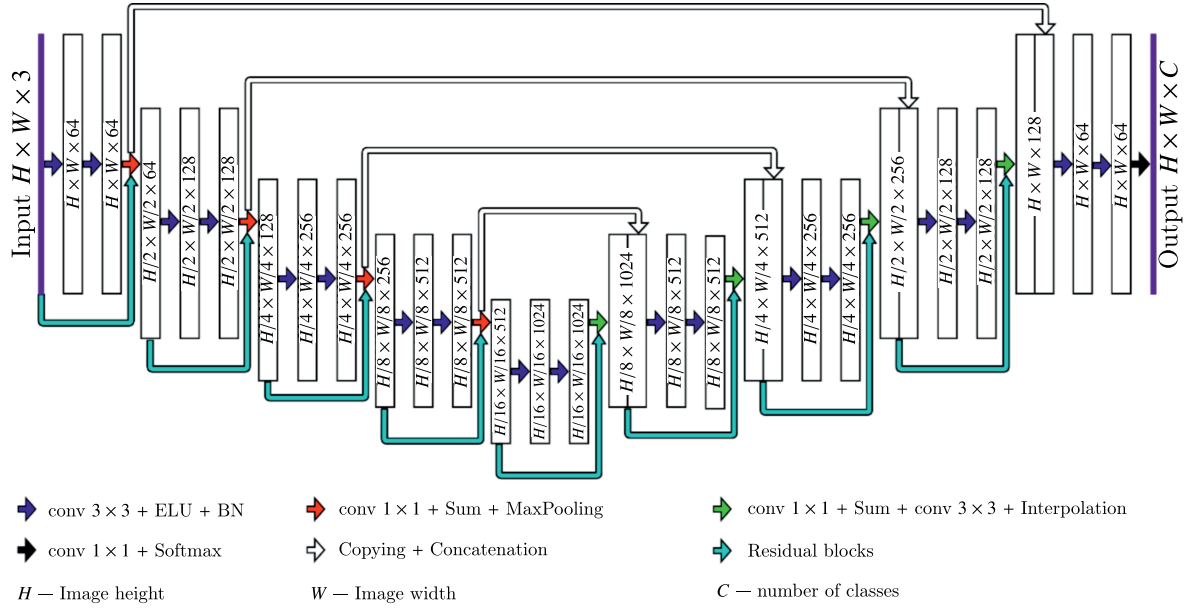 Input H × W × 3
H × W × 64
H × W × 64
H/2 × W/2 × 64
H/2 × W/2 × 128
H/2 × W/2 × 128
H/4 × W/4 × 128
H/4 × W/4 × 256
H/4 × W/4 × 256
H/8 × W/8 × 256
H/8 × W/8 × 512
H/8 × W/8 × 512
H/16 × W/16 × 512
H/16 × W/16 × 1024
H/16 × W/16 × 1024
H/8 × W/8 × 1024
H/8 × W/8 × 512
H/8 × W/8 × 512
H/4 × W/4 × 512
H/4 × W/4 × 256
H/4 × W/4 × 256
H/2 × W/2 × 256
H/2 × W/2 × 128
H/2 × W/2 × 128
H × W × 128
H × W × 64
H × W × 64
Output H × W × C
conv 3 × 3 + ELU + BN
conv 1 × 1 + Sum + MaxPooling
conv 1 × 1 + Sum + conv 3 × 3 + Interpolation
conv 1 × 1 + Softmax
Copying + Concatenation
Residual blocks
H — Image height
W — Image width
C — number of classes